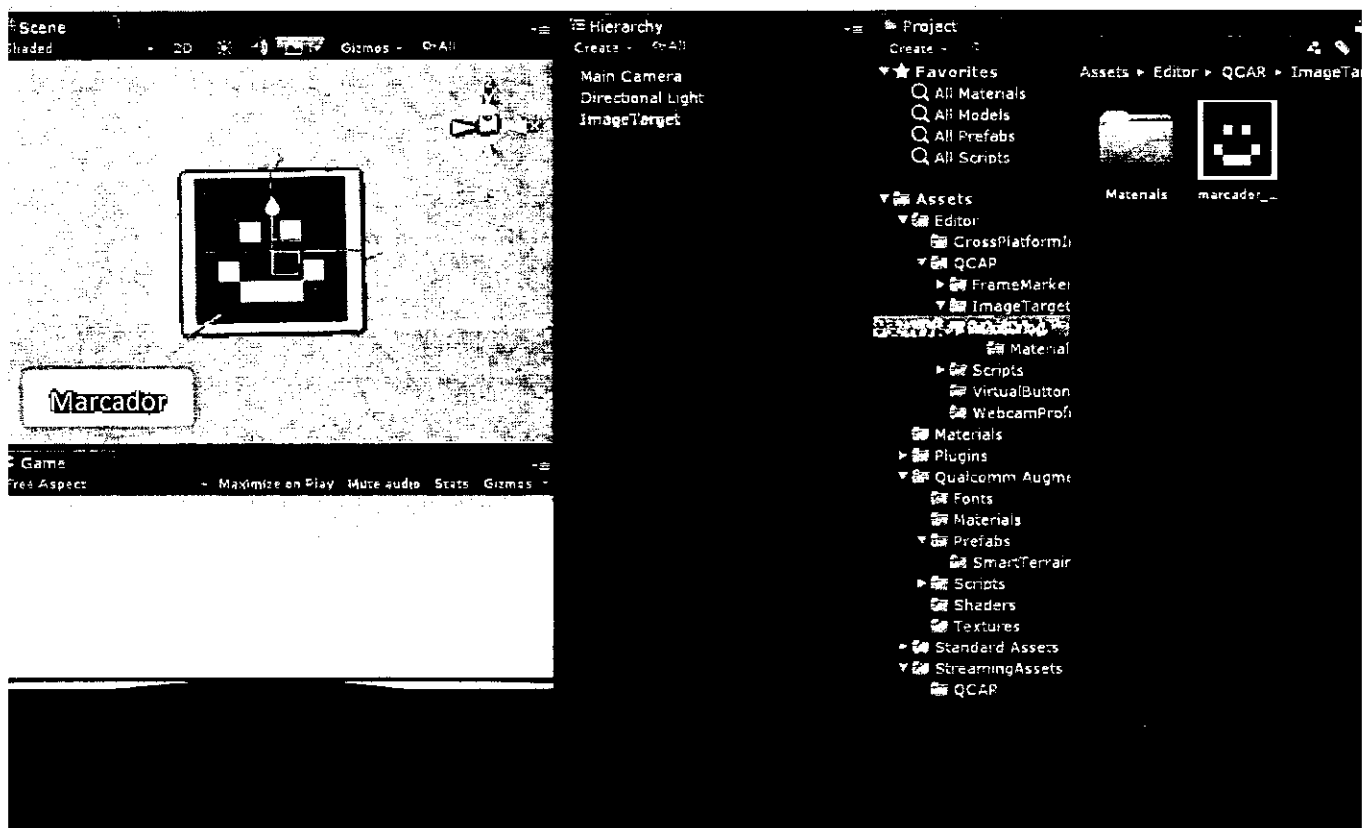 Scene
Shaded 2D Gizmos All
Marcador
Game
Free Aspect Maximize on Play Mute audio Stats Gizmos
Hierarchy
Create All
Main Camera
Directional Light
ImageTarget
Project
Create
Favorites
All Materials
All Models
All Prefabs
All Scripts
Assets
Editor
CrossPlatformI
QCAR
FrameMarker
ImageTarget
Material
Scripts
VirtualButton
WebcamProfi
Materials
Plugins
Qualcomm Augme
Fonts
Materials
Prefabs
SmartTerrain
Scripts
Shaders
Textures
Standard Assets
StreamingAssets
QCAR
Assets ▸ Editor ▸ QCAR ▸ ImageTar
Materials
marcador_...